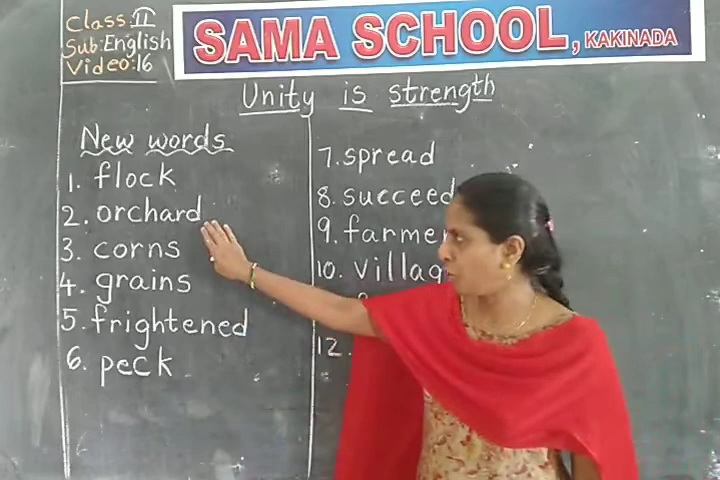 Class: II
Sub: English
Video: 16
SAMA SCHOOL, KAKINADA
Unity is strength
New words
1. flock
2. orchard
3. corns
4. grains
5. frightened
6. peck
7. spread
8. succeed
9. farmer
10.
12.